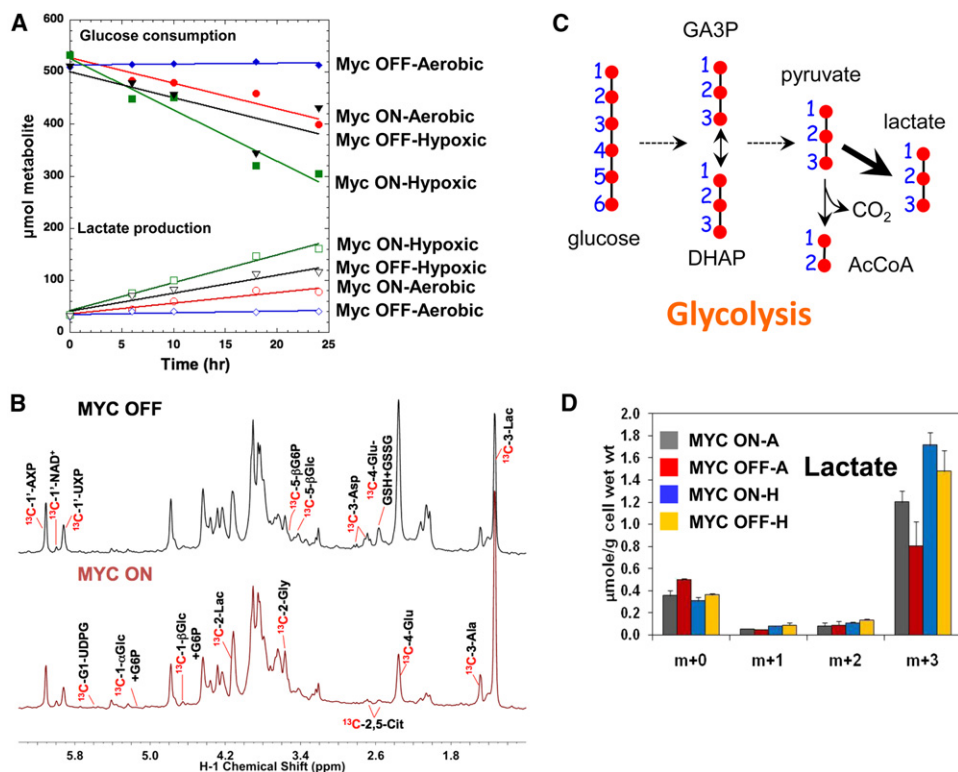 A
600
500
400
300
200
100
0
µmol metabolite
Glucose consumption
Lactate production
0 5 10 15 20 25
Time (hr)
Myc OFF-Aerobic
Myc ON-Aerobic
Myc OFF-Hypoxic
Myc ON-Hypoxic
Myc ON-Hypoxic
Myc OFF-Hypoxic
Myc ON-Aerobic
Myc OFF-Aerobic
C
GA3P
1
2
3
1
2
3
4
5
6
glucose
1
2
3
DHAP
pyruvate
1
2
3
lactate
1
2
3
CO2
1
2
AcCoA
Glycolysis
B
MYC OFF
13C-1'-AXP
13C-1'-NAD+
13C-1'-UXP
13C-5-βG6P
13C-5-βGlc
13C-3-Asp
13C-4-Glu-
GSH+GSSG
13C-3-Lac
MYC ON
13C-G1-UDPG
13C-1-αGlc
+G6P
13C-1-βGlc
+G6P
13C-2-Lac
13C-2-Gly
13C-4-Glu
13C-3-Ala
13C-2,5-Cit
5.8 5.0 4.2 3.4 2.6 1.8
H-1 Chemical Shift (ppm)
D
2.0
1.8
1.6
1.4
1.2
1.0
0.8
0.6
0.4
0.2
0.0
µmole/g cell wet wt
MYC ON-A
MYC OFF-A
MYC ON-H
MYC OFF-H
Lactate
m+0 m+1 m+2 m+3